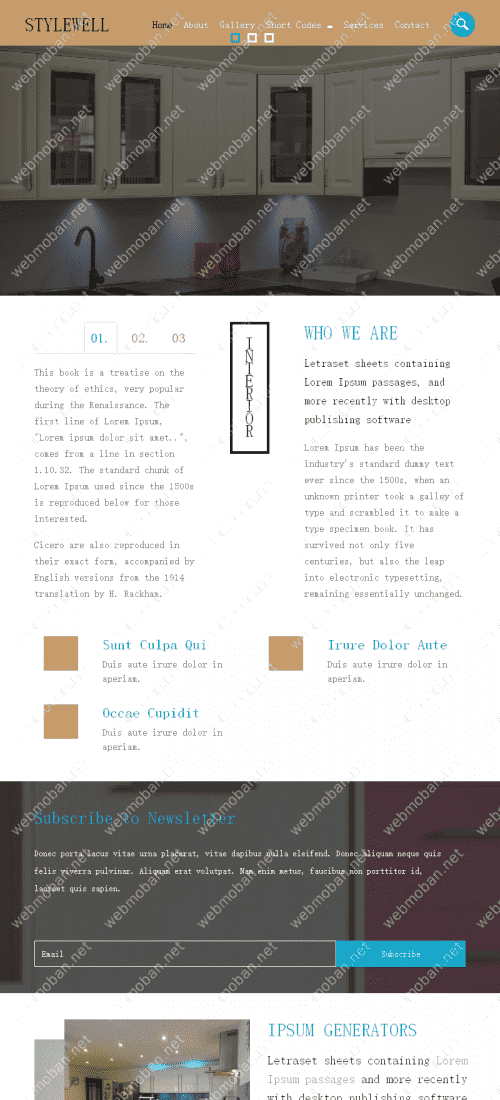 STYLEWELL
Home About Gallery Short Codes Services Contact
01. 02. 03
This book is a treatise on the
theory of ethics, very popular
during the Renaissance. The
first line of Lorem Ipsum,
"Lorem ipsum dolor sit amet..",
comes from a line in section
1.10.32. The standard chunk of
Lorem Ipsum used since the 1500s
is reproduced below for those
interested.
Cicero are also reproduced in
their exact form, accompanied by
English versions from the 1914
translation by H. Rackham.
INTERIOR
WHO WE ARE
Letraset sheets containing
Lorem Ipsum passages, and
more recently with desktop
publishing software
Lorem Ipsum has been the
industry's standard dummy text
ever since the 1500s, when an
unknown printer took a galley of
type and scrambled it to make a
type specimen book. It has
survived not only five
centuries, but also the leap
into electronic typesetting,
remaining essentially unchanged.
Sunt Culpa Qui
Duis aute irure dolor in
aperiam.
Irure Dolor Aute
Duis aute irure dolor in
aperiam.
Occae Cupidit
Duis aute irure dolor in
aperiam.
Subscribe to Newsletter
Donec porta lacus vitae urna placerat, vitae dapibus nulla eleifend. Donec aliquam neque quis
felis viverra pulvinar. Aliquam erat volutpat. Nam enim metus, faucibus non porttitor id,
laoreet quis sapien.
Email
Subscribe
IPSUM GENERATORS
Letraset sheets containing Lorem
Ipsum passages and more recently
with desktop publishing software
webmoban.net